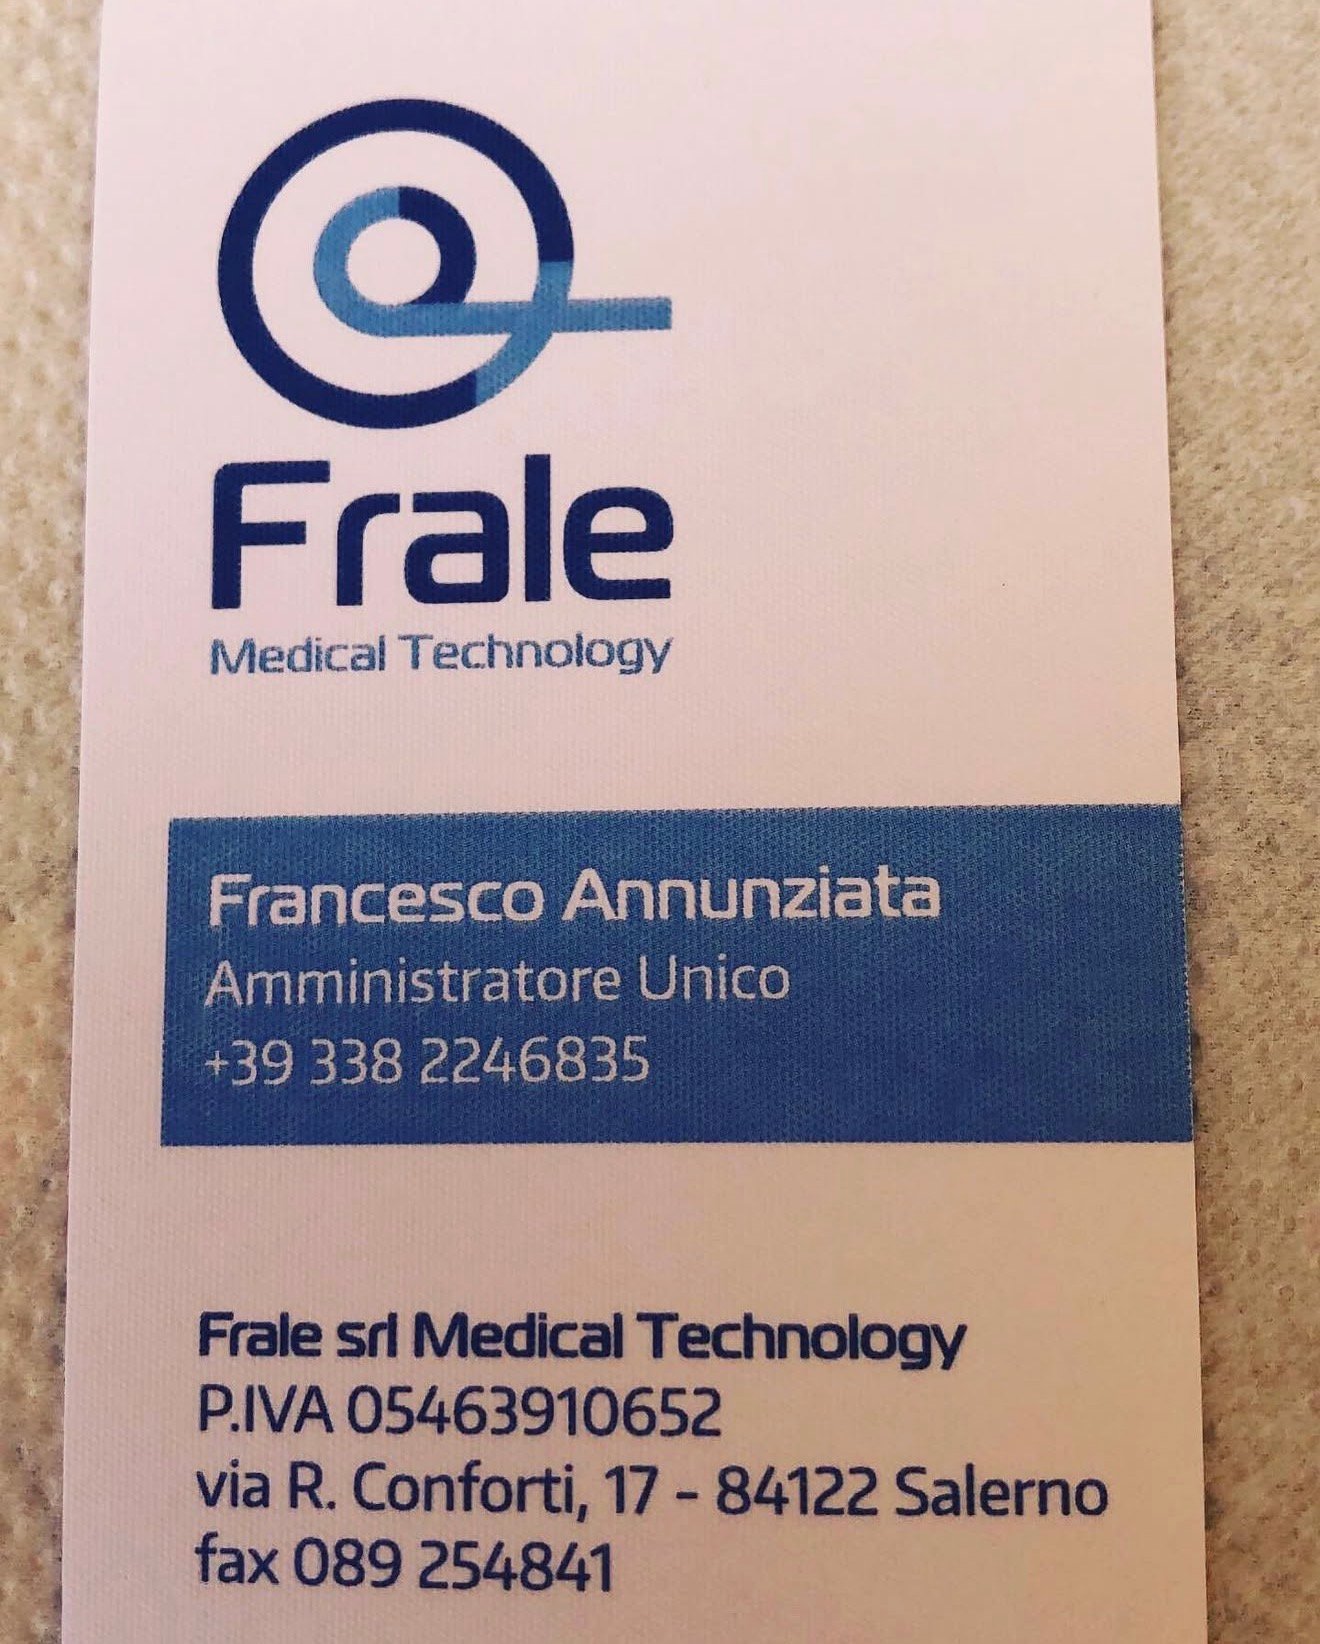 Frale
Medical Technology
Francesco Annunziata
Amministratore Unico
+39 338 2246835
Frale srl Medical Technology
P.IVA 05463910652
via R. Conforti, 17 - 84122 Salerno
fax 089 254841